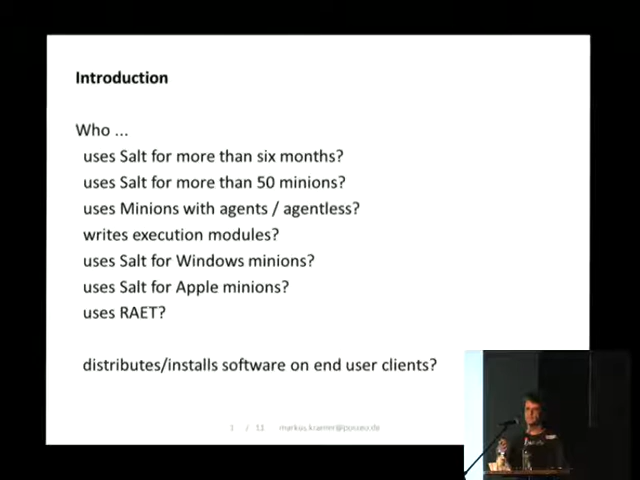 Introduction
Who ...
uses Salt for more than six months?
uses Salt for more than 50 minions?
uses Minions with agents / agentless?
writes execution modules?
uses Salt for Windows minions?
uses Salt for Apple minions?
uses RAET?
distributes/installs software on end user clients?